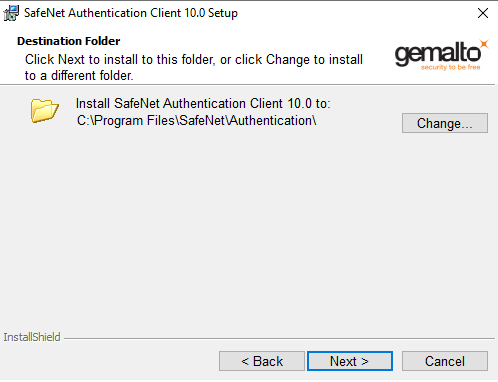 SafeNet Authentication Client 10.0 Setup
Destination Folder
Click Next to install to this folder, or click Change to install
to a different folder.
gemalto
security to be free
Install SafeNet Authentication Client 10.0 to:
C:\Program Files\SafeNet\Authentication\
Change...
InstallShield
< Back
Next >
Cancel